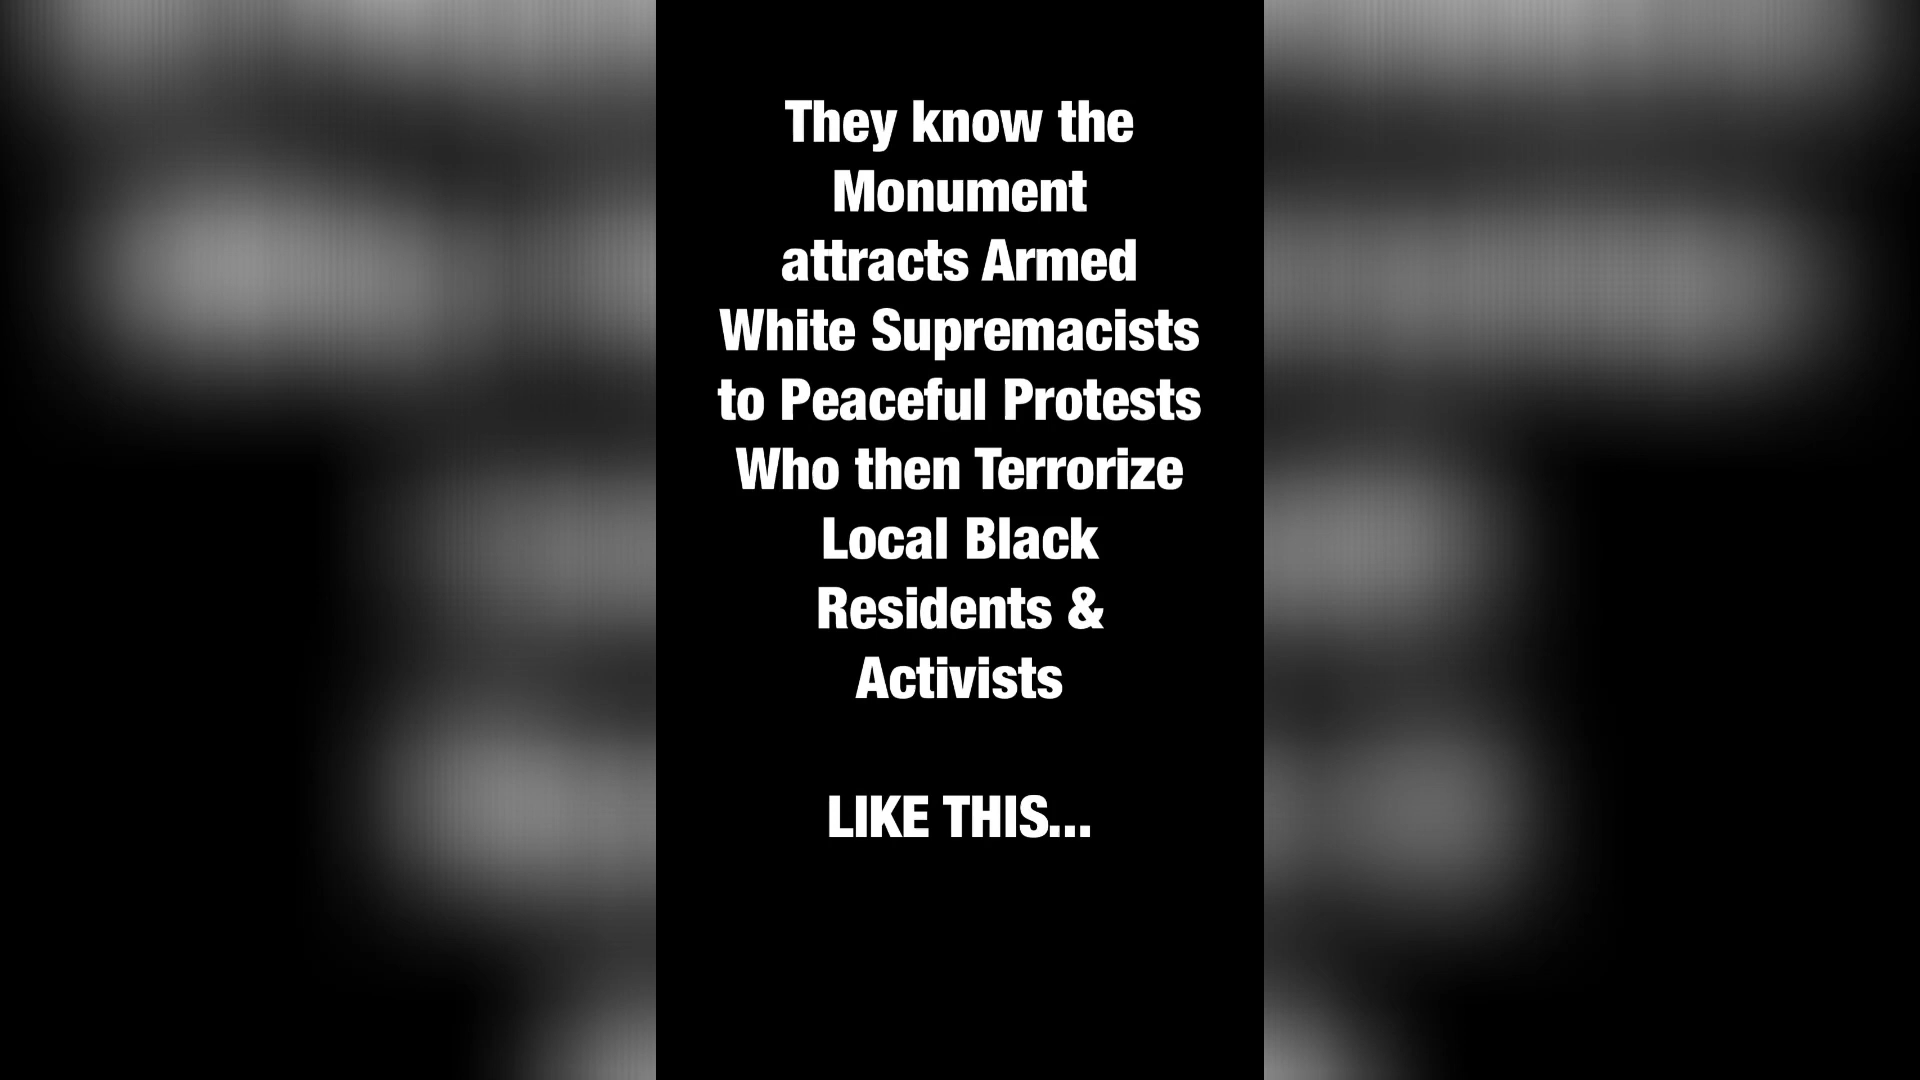 They know the
Monument
attracts Armed
White Supremacists
to Peaceful Protests
Who then Terrorize
Local Black
Residents &
Activists
LIKE THIS...